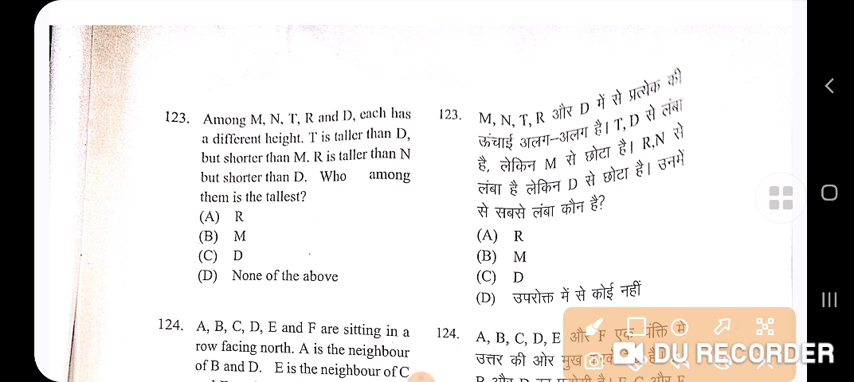 123. Among M, N, T, R and D, each has
a different height. T is taller than D,
but shorter than M. R is taller than N
but shorter than D. Who among
them is the tallest?
(A) R
(B) M
(C) D
(D) None of the above
124. A, B, C, D, E and F are sitting in a
row facing north. A is the neighbour
of B and D. E is the neighbour of C
123. M, N, T, R और D में से प्रत्येक की
ऊंचाई अलग-अलग है। T, D से लंबा
है, लेकिन M से छोटा है। R,N से
लंबा है लेकिन D से छोटा है। उनमें
से सबसे लंबा कौन है?
(A) R
(B) M
(C) D
(D) उपरोक्त में से कोई नहीं
124. A, B, C, D, E और F एक पंक्ति में
उत्तर की ओर मुख
DU RECORDER